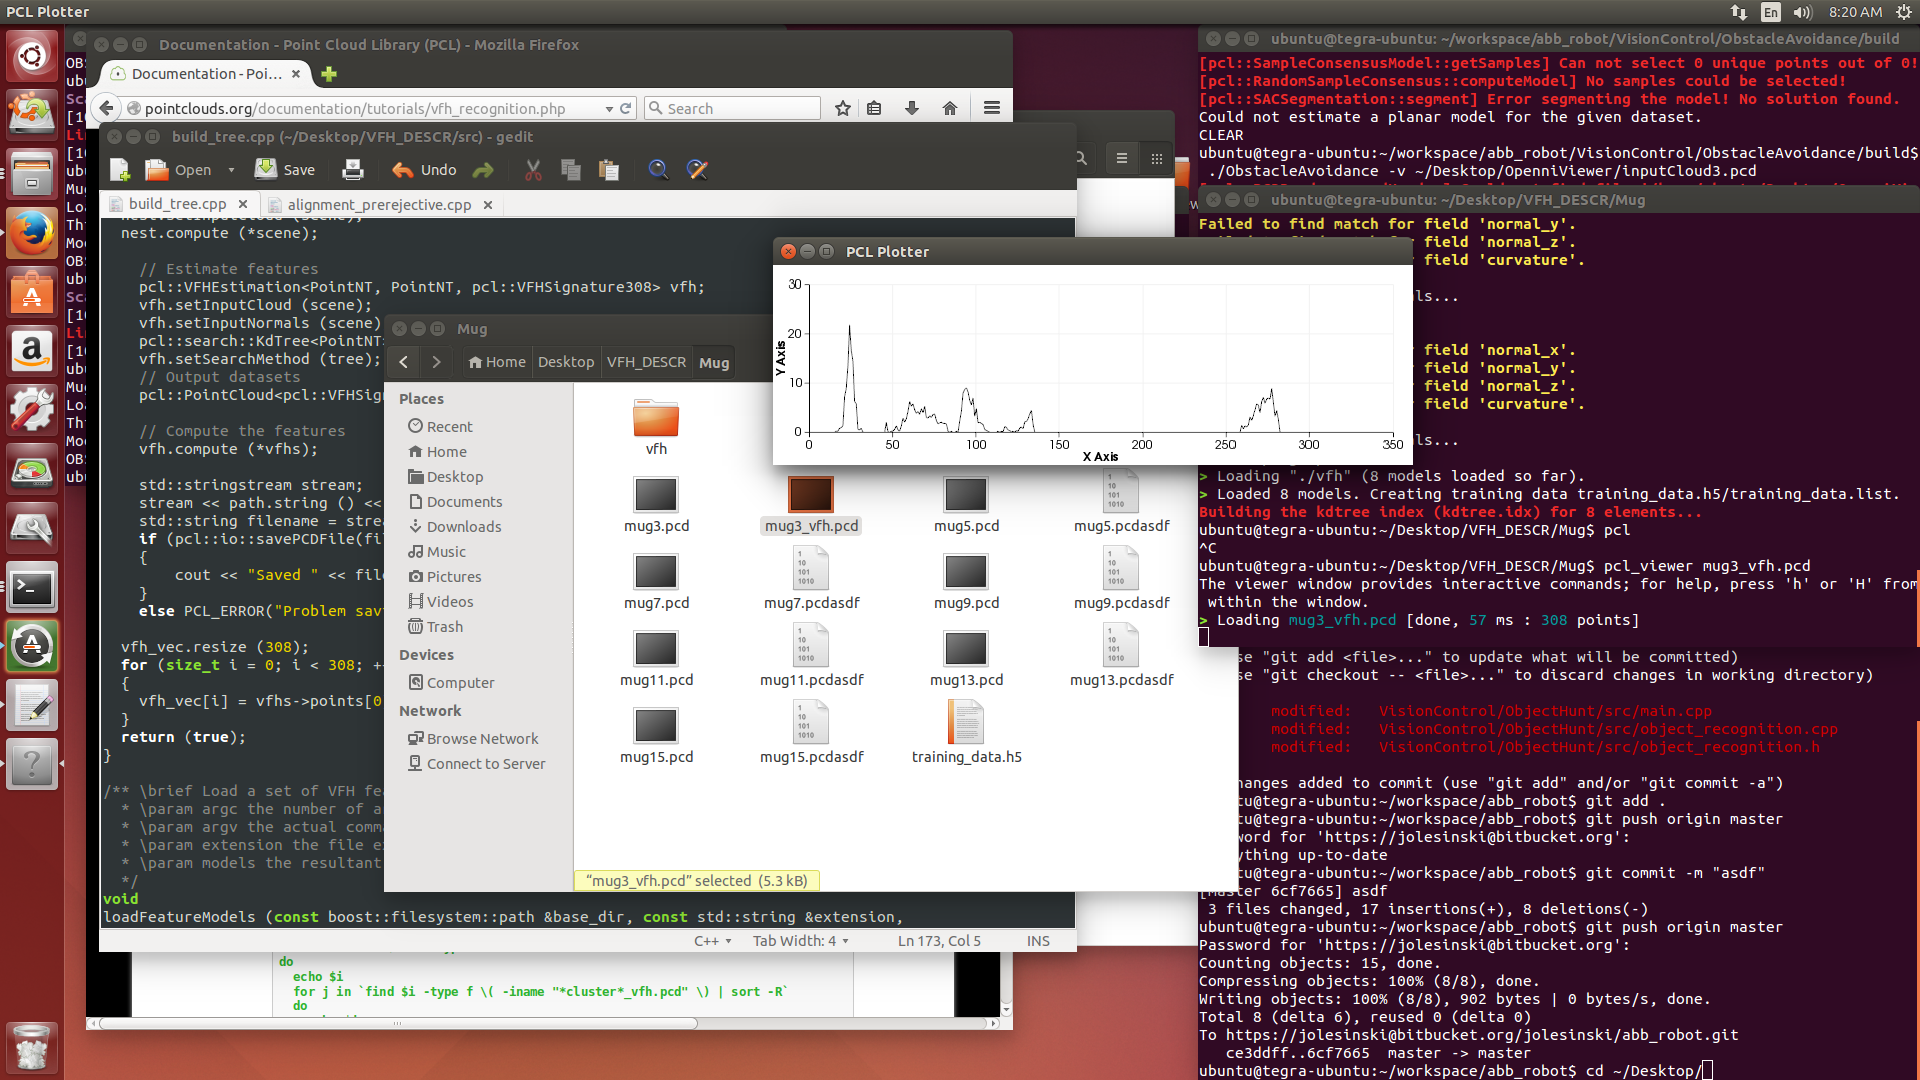 PCL Plotter
En
8:20 AM
Documentation - Point Cloud Library (PCL) - Mozilla Firefox
Documentation - Poi...
pointclouds.org/documentation/tutorials/vfh_recognition.php
Search
build_tree.cpp (~/Desktop/VFH_DESCR/src) - gedit
Open
Save
Undo
build_tree.cpp
alignment_prerejective.cpp
nest.compute (*scene);
// Estimate features
pcl::VFHEstimation<PointNT, PointNT, pcl::VFHSignature308> vfh;
vfh.setInputCloud (scene);
vfh.setInputNormals (scene)
pcl::search::KdTree<PointNT
vfh.setSearchMethod (tree);
// Output datasets
pcl::PointCloud<pcl::VFHSig
// Compute the features
vfh.compute (*vfhs);
std::stringstream stream;
stream << path.string () <<
std::string filename = strea
if (pcl::io::savePCDFile(fil
{
cout << "Saved " << file
}
else PCL_ERROR("Problem savi
vfh_vec.resize (308);
for (size_t i = 0; i < 308; +
{
vfh_vec[i] = vfhs->points[0
}
return (true);
}
/** \brief Load a set of VFH fea
* \param argc the number of a
* \param argv the actual comma
* \param extension the file ex
* \param models the resultant
*/
void
loadFeatureModels (const boost::filesystem::path &base_dir, const std::string &extension,
C++
Tab Width: 4
Ln 173, Col 5
INS
do
echo $i
for j in `find $i -type f \( -iname "*cluster*_vfh.pcd" \) | sort -R`
do
Mug
Home
Desktop
VFH_DESCR
Mug
Places
Recent
Home
Desktop
Documents
Downloads
Music
Pictures
Videos
Trash
Devices
Computer
Network
Browse Network
Connect to Server
vfh
mug3.pcd
mug3_vfh.pcd
mug5.pcd
mug5.pcdasdf
mug7.pcd
mug7.pcdasdf
mug9.pcd
mug9.pcdasdf
mug11.pcd
mug11.pcdasdf
mug13.pcd
mug13.pcdasdf
mug15.pcd
mug15.pcdasdf
training_data.h5
"mug3_vfh.pcd" selected (5.3 kB)
PCL Plotter
30
20
10
0
Y Axis
0 50 100 150 200 250 300 350
X Axis
ubuntu@tegra-ubuntu: ~/workspace/abb_robot/VisionControl/ObstacleAvoidance/build
[pcl::SampleConsensusModel::getSamples] Can not select 0 unique points out of 0!
[pcl::RandomSampleConsensus::computeModel] No samples could be selected!
[pcl::SACSegmentation::segment] Error segmenting the model! No solution found.
Could not estimate a planar model for the given dataset.
CLEAR
ubuntu@tegra-ubuntu:~/workspace/abb_robot/VisionControl/ObstacleAvoidance/build$
./ObstacleAvoidance -v ~/Desktop/OpenniViewer/inputCloud3.pcd
ubuntu@tegra-ubuntu: ~/Desktop/VFH_DESCR/Mug
Failed to find match for field 'normal_y'.
field 'normal_z'.
field 'curvature'.
ls...
field 'normal_x'.
field 'normal_y'.
field 'normal_z'.
field 'curvature'.
ls...
> Loading "./vfh" (8 models loaded so far).
> Loaded 8 models. Creating training data training_data.h5/training_data.list.
Building the kdtree index (kdtree.idx) for 8 elements...
ubuntu@tegra-ubuntu:~/Desktop/VFH_DESCR/Mug$ pcl
^C
ubuntu@tegra-ubuntu:~/Desktop/VFH_DESCR/Mug$ pcl_viewer mug3_vfh.pcd
The viewer window provides interactive commands; for help, press 'h' or 'H' from
within the window.
> Loading mug3_vfh.pcd [done, 57 ms : 308 points]
se "git add <file>..." to update what will be committed)
se "git checkout -- <file>..." to discard changes in working directory)
modified: VisionControl/ObjectHunt/src/main.cpp
modified: VisionControl/ObjectHunt/src/object_recognition.cpp
modified: VisionControl/ObjectHunt/src/object_recognition.h
hanges added to commit (use "git add" and/or "git commit -a")
tu@tegra-ubuntu:~/workspace/abb_robot$ git add .
tu@tegra-ubuntu:~/workspace/abb_robot$ git push origin master
word for 'https://jolesinski@bitbucket.org':
ything up-to-date
tu@tegra-ubuntu:~/workspace/abb_robot$ git commit -m "asdf"
[master 6cf7665] asdf
3 files changed, 17 insertions(+), 8 deletions(-)
ubuntu@tegra-ubuntu:~/workspace/abb_robot$ git push origin master
Password for 'https://jolesinski@bitbucket.org':
Counting objects: 15, done.
Compressing objects: 100% (8/8), done.
Writing objects: 100% (8/8), 902 bytes | 0 bytes/s, done.
Total 8 (delta 6), reused 0 (delta 0)
To https://jolesinski@bitbucket.org/jolesinski/abb_robot.git
ce3ddff..6cf7665 master -> master
ubuntu@tegra-ubuntu:~/workspace/abb_robot$ cd ~/Desktop/